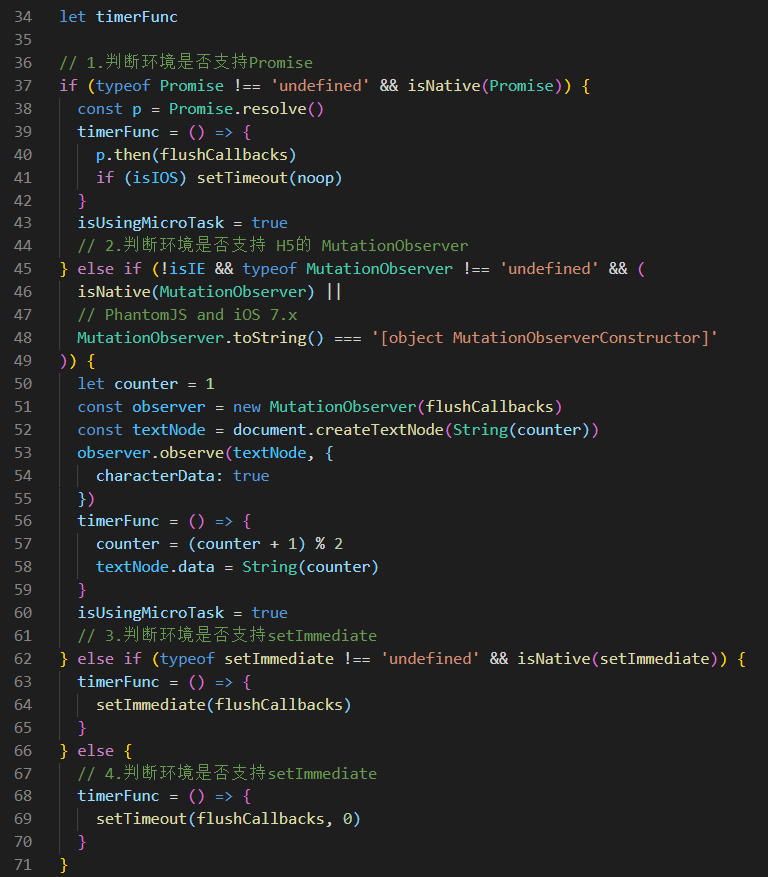 34 let timerFunc
35
36 // 1.判断环境是否支持Promise
37 if (typeof Promise !== 'undefined' && isNative(Promise)) {
38   const p = Promise.resolve()
39   timerFunc = () => {
40     p.then(flushCallbacks)
41     if (isIOS) setTimeout(noop)
42   }
43   isUsingMicroTask = true
44   // 2.判断环境是否支持 H5的 MutationObserver
45 } else if (!isIE && typeof MutationObserver !== 'undefined' && (
46   isNative(MutationObserver) ||
47   // PhantomJS and iOS 7.x
48   MutationObserver.toString() === '[object MutationObserverConstructor]'
49 )) {
50   let counter = 1
51   const observer = new MutationObserver(flushCallbacks)
52   const textNode = document.createTextNode(String(counter))
53   observer.observe(textNode, {
54     characterData: true
55   })
56   timerFunc = () => {
57     counter = (counter + 1) % 2
58     textNode.data = String(counter)
59   }
60   isUsingMicroTask = true
61   // 3.判断环境是否支持setImmediate
62 } else if (typeof setImmediate !== 'undefined' && isNative(setImmediate)) {
63   timerFunc = () => {
64     setImmediate(flushCallbacks)
65   }
66 } else {
67   // 4.判断环境是否支持setImmediate
68   timerFunc = () => {
69     setTimeout(flushCallbacks, 0)
70   }
71 }